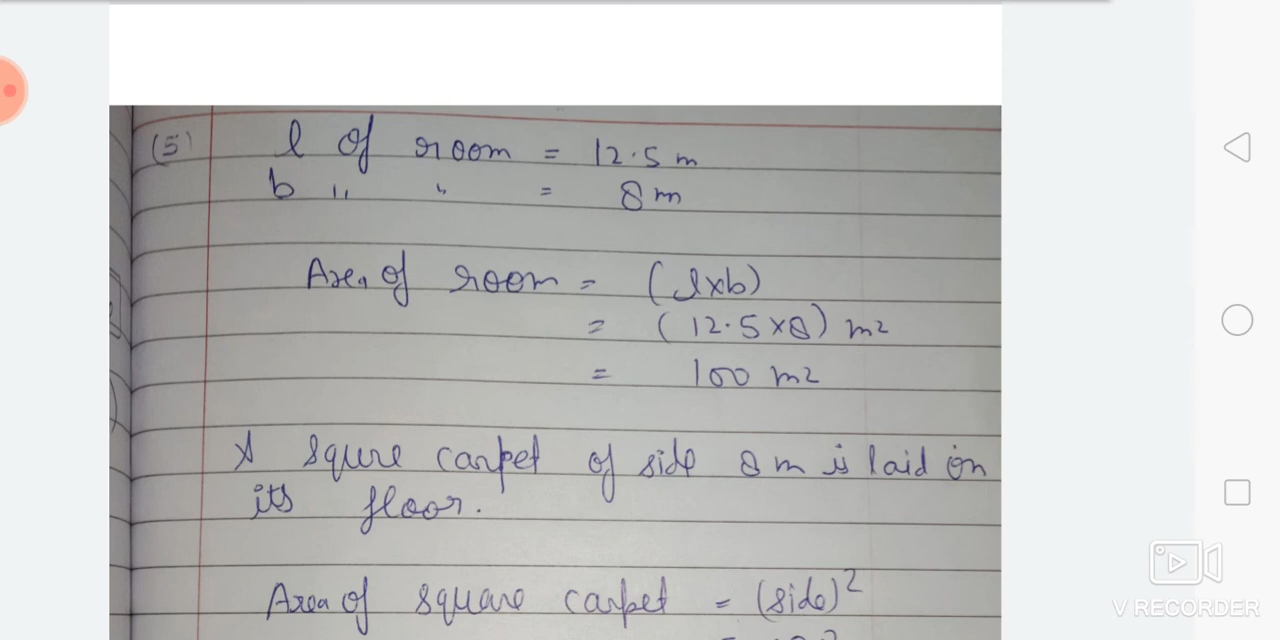 (5) l of room = 12.5 m
b ,, ,, = 8 m
Area of room = (l×b)
= (12.5×8) m2
= 100 m2
A squre carpet of side 8 m is laid on
its floor.
Area of square carpet = (side)²
V RECORDER